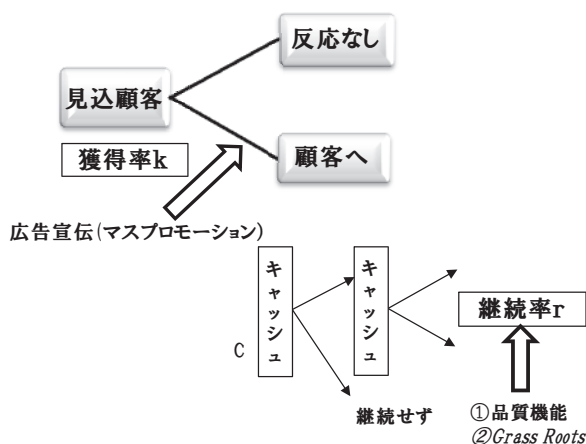 反応なし
見込顧客
獲得率k
顧客へ
広告宣伝(マスプロモーション)
キャッシュ
キャッシュ
C
継続率r
継続せず
①品質機能
②Grass Roots